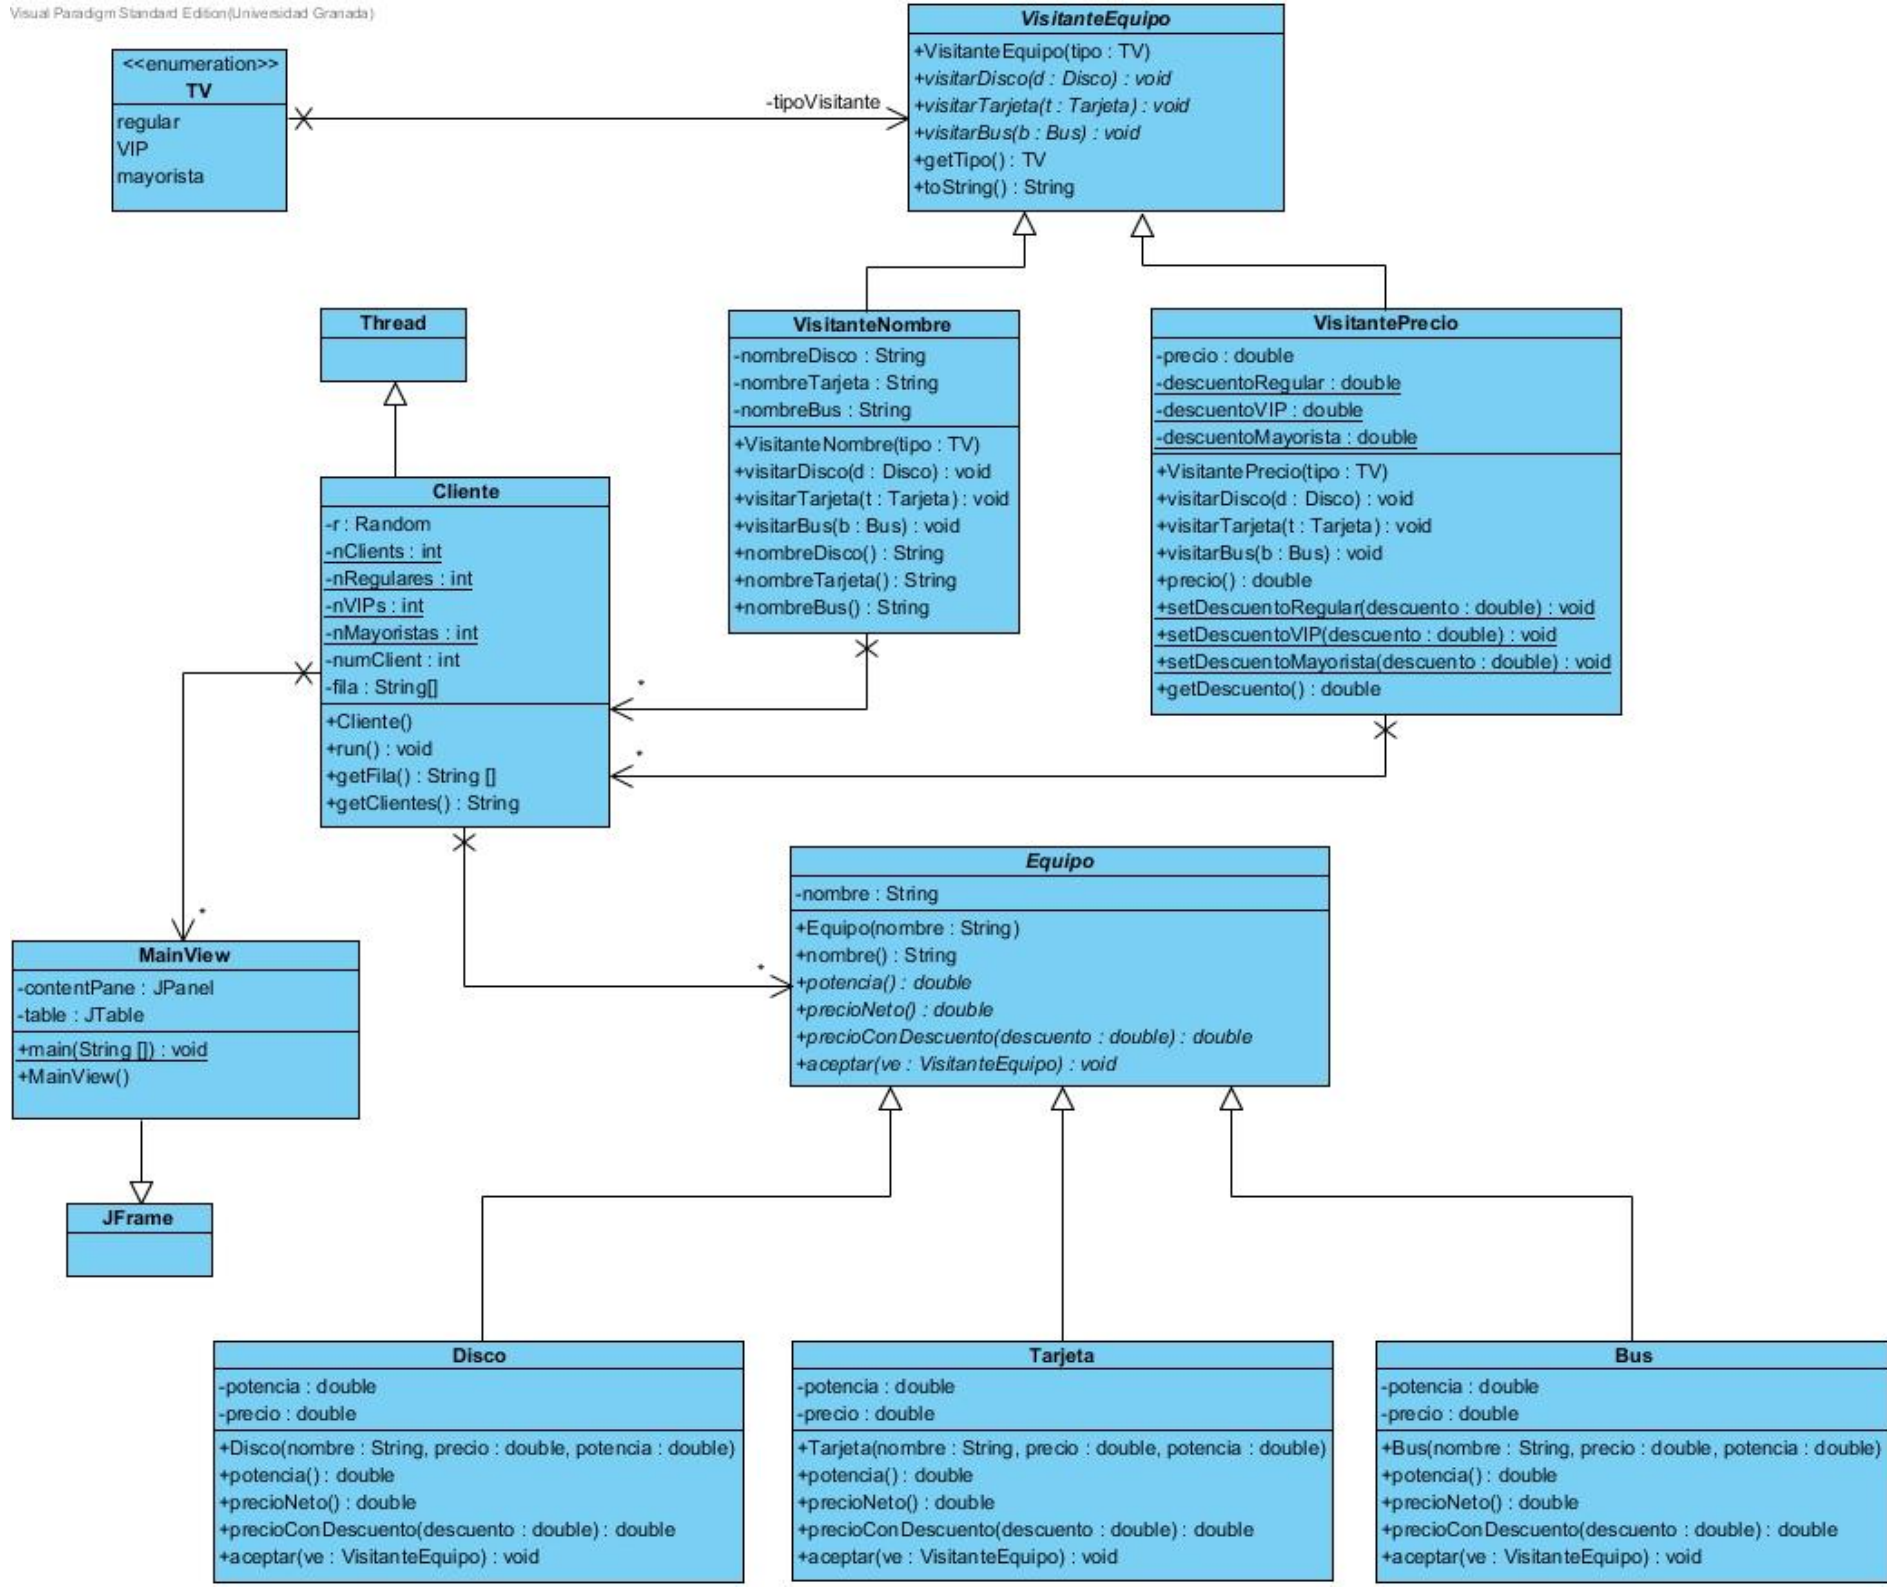 Visual Paradigm Standard Edition(Universidad Granada)
<<enumeration>>
TV
regular
VIP
mayorista
-tipoVisitante
VisitanteEquipo
+VisitanteEquipo(tipo : TV)
+visitarDisco(d : Disco) : void
+visitarTarjeta(t : Tarjeta) : void
+visitarBus(b : Bus) : void
+getTipo() : TV
+toString() : String
Thread
VisitanteNombre
-nombreDisco : String
-nombreTarjeta : String
-nombreBus : String
+VisitanteNombre(tipo : TV)
+visitarDisco(d : Disco) : void
+visitarTarjeta(t : Tarjeta) : void
+visitarBus(b : Bus) : void
+nombreDisco() : String
+nombreTarjeta() : String
+nombreBus() : String
VisitantePrecio
-precio : double
-descuentoRegular : double
-descuentoVIP : double
-descuentoMayorista : double
+VisitantePrecio(tipo : TV)
+visitarDisco(d : Disco) : void
+visitarTarjeta(t : Tarjeta) : void
+visitarBus(b : Bus) : void
+precio() : double
+setDescuentoRegular(descuento : double) : void
+setDescuentoVIP(descuento : double) : void
+setDescuentoMayorista(descuento : double) : void
+getDescuento() : double
Cliente
-r : Random
-nClients : int
-nRegulares : int
-nVIPs : int
-nMayoristas : int
-numClient : int
-fila : String[]
+Cliente()
+run() : void
+getFila() : String []
+getClientes() : String
*
*
*
*
MainView
-contentPane : JPanel
-table : JTable
+main(String []) : void
+MainView()
JFrame
Equipo
-nombre : String
+Equipo(nombre : String)
+nombre() : String
+potencia() : double
+precioNeto() : double
+precioConDescuento(descuento : double) : double
+aceptar(ve : VisitanteEquipo) : void
Disco
-potencia : double
-precio : double
+Disco(nombre : String, precio : double, potencia : double)
+potencia() : double
+precioNeto() : double
+precioConDescuento(descuento : double) : double
+aceptar(ve : VisitanteEquipo) : void
Tarjeta
-potencia : double
-precio : double
+Tarjeta(nombre : String, precio : double, potencia : double)
+potencia() : double
+precioNeto() : double
+precioConDescuento(descuento : double) : double
+aceptar(ve : VisitanteEquipo) : void
Bus
-potencia : double
-precio : double
+Bus(nombre : String, precio : double, potencia : double)
+potencia() : double
+precioNeto() : double
+precioConDescuento(descuento : double) : double
+aceptar(ve : VisitanteEquipo) : void